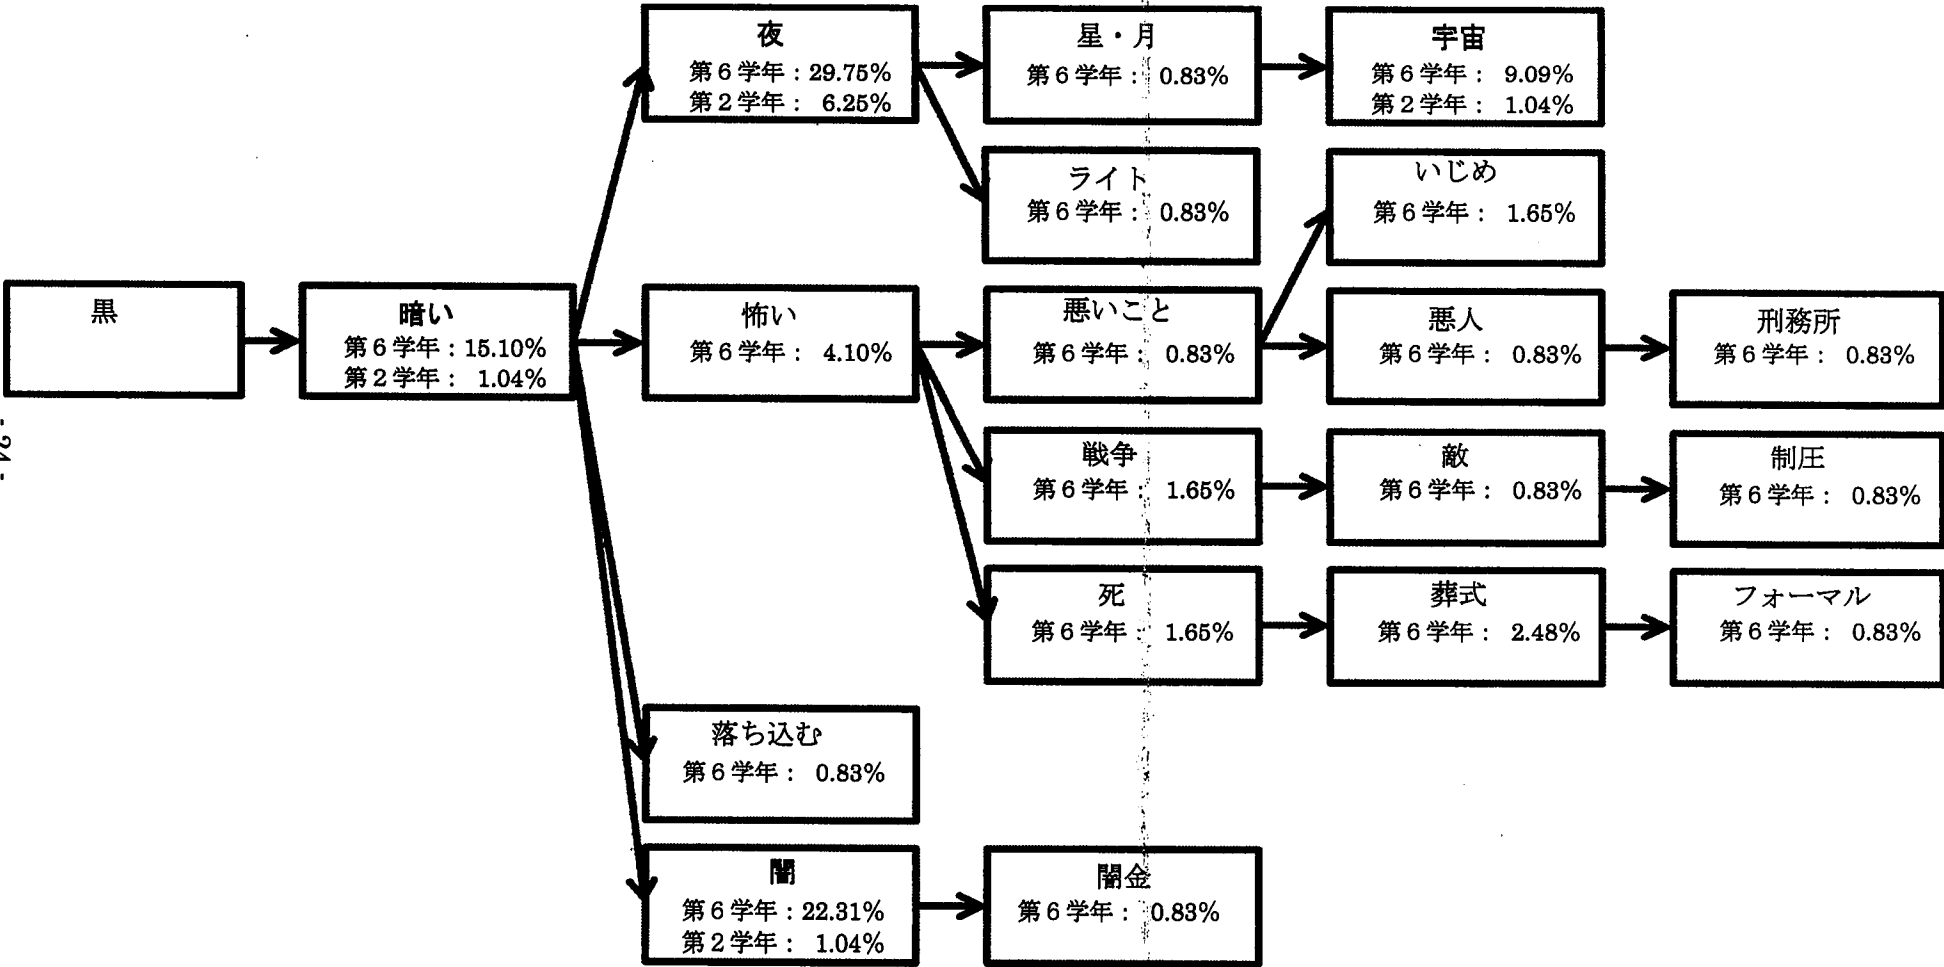 黒
暗い
第６学年：15.10%
第２学年： 1.04%
夜
第６学年：29.75%
第２学年： 6.25%
星・月
第６学年： 0.83%
宇宙
第６学年： 9.09%
第２学年： 1.04%
ライト
第６学年： 0.83%
怖い
第６学年： 4.10%
悪いこと
第６学年： 0.83%
いじめ
第６学年： 1.65%
悪人
第６学年： 0.83%
刑務所
第６学年： 0.83%
戦争
第６学年： 1.65%
敵
第６学年： 0.83%
制圧
第６学年： 0.83%
死
第６学年： 1.65%
葬式
第６学年： 2.48%
フォーマル
第６学年： 0.83%
落ち込む
第６学年： 0.83%
闇
第６学年：22.31%
第２学年： 1.04%
闇金
第６学年： 0.83%
- 24 -